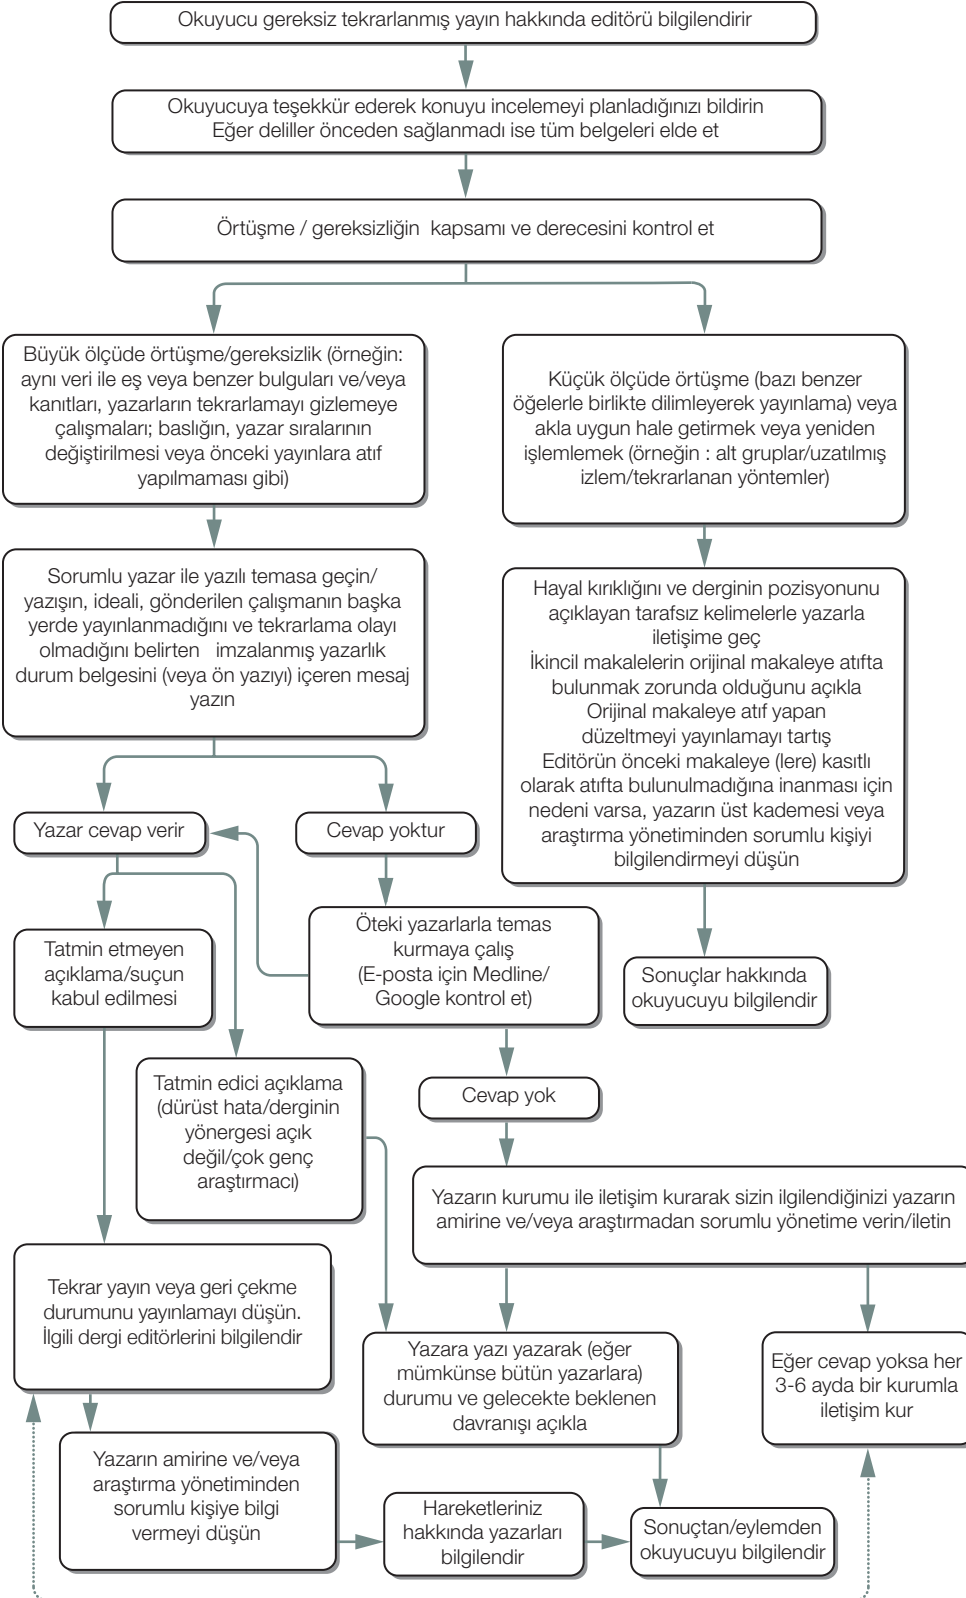 Okuyucu gereksiz tekrarlanmış yayın hakkında editörü bilgilendirir
Okuyucuya teşekkür ederek konuyu incelemeyi planladığınızı bildirin
Eğer deliller önceden sağlanmadı ise tüm belgeleri elde et
Örtüşme / gereksizliğin kapsamı ve derecesini kontrol et
Büyük ölçüde örtüşme/gereksizlik (örneğin:
aynı veri ile eş veya benzer bulguları ve/veya
kanıtları, yazarların tekrarlamayı gizlemeye
çalışmaları; baslığın, yazar sıralarının
değiştirilmesi veya önceki yayınlara atıf
yapılmaması gibi)
Küçük ölçüde örtüşme (bazı benzer
öğelerle birlikte dilimleyerek yayınlama) veya
akla uygun hale getirmek veya yeniden
işlemlemek (örneğin : alt gruplar/uzatılmış
izlem/tekrarlanan yöntemler)
Sorumlu yazar ile yazılı temasa geçin/
yazışın, ideali, gönderilen çalışmanın başka
yerde yayınlanmadığını ve tekrarlama olayı
olmadığını belirten imzalanmış yazarlık
durum belgesini (veya ön yazıyı) içeren mesaj
yazın
Hayal kırıklığını ve derginin pozisyonunu
açıklayan tarafsız kelimelerle yazarla
iletişime geç
İkincil makalelerin orijinal makaleye atıfta
bulunmak zorunda olduğunu açıkla
Orijinal makaleye atıf yapan
düzeltmeyi yayınlamayı tartış
Editörün önceki makaleye (lere) kasıtlı
olarak atıfta bulunulmadığına inanması için
nedeni varsa, yazarın üst kademesi veya
araştırma yönetiminden sorumlu kişiyi
bilgilendirmeyi düşün
Yazar cevap verir
Cevap yoktur
Öteki yazarlarla temas
kurmaya çalış
(E-posta için Medline/
Google kontrol et)
Tatmin etmeyen
açıklama/suçun
kabul edilmesi
Sonuçlar hakkında
okuyucuyu bilgilendir
Tatmin edici açıklama
(dürüst hata/derginin
yönergesi açık
değil/çok genç
araştırmacı)
Cevap yok
Yazarın kurumu ile iletişim kurarak sizin ilgilendiğinizi yazarın
amirine ve/veya araştırmadan sorumlu yönetime verin/iletin
Tekrar yayın veya geri çekme
durumunu yayınlamayı düşün.
İlgili dergi editörlerini bilgilendir
Yazara yazı yazarak (eğer
mümkünse bütün yazarlara)
durumu ve gelecekte beklenen
davranışı açıkla
Eğer cevap yoksa her
3-6 ayda bir kurumla
iletişim kur
Yazarın amirine ve/veya
araştırma yönetiminden
sorumlu kişiye bilgi
vermeyi düşün
Hareketleriniz
hakkında yazarları
bilgilendir
Sonuçtan/eylemden
okuyucuyu bilgilendir